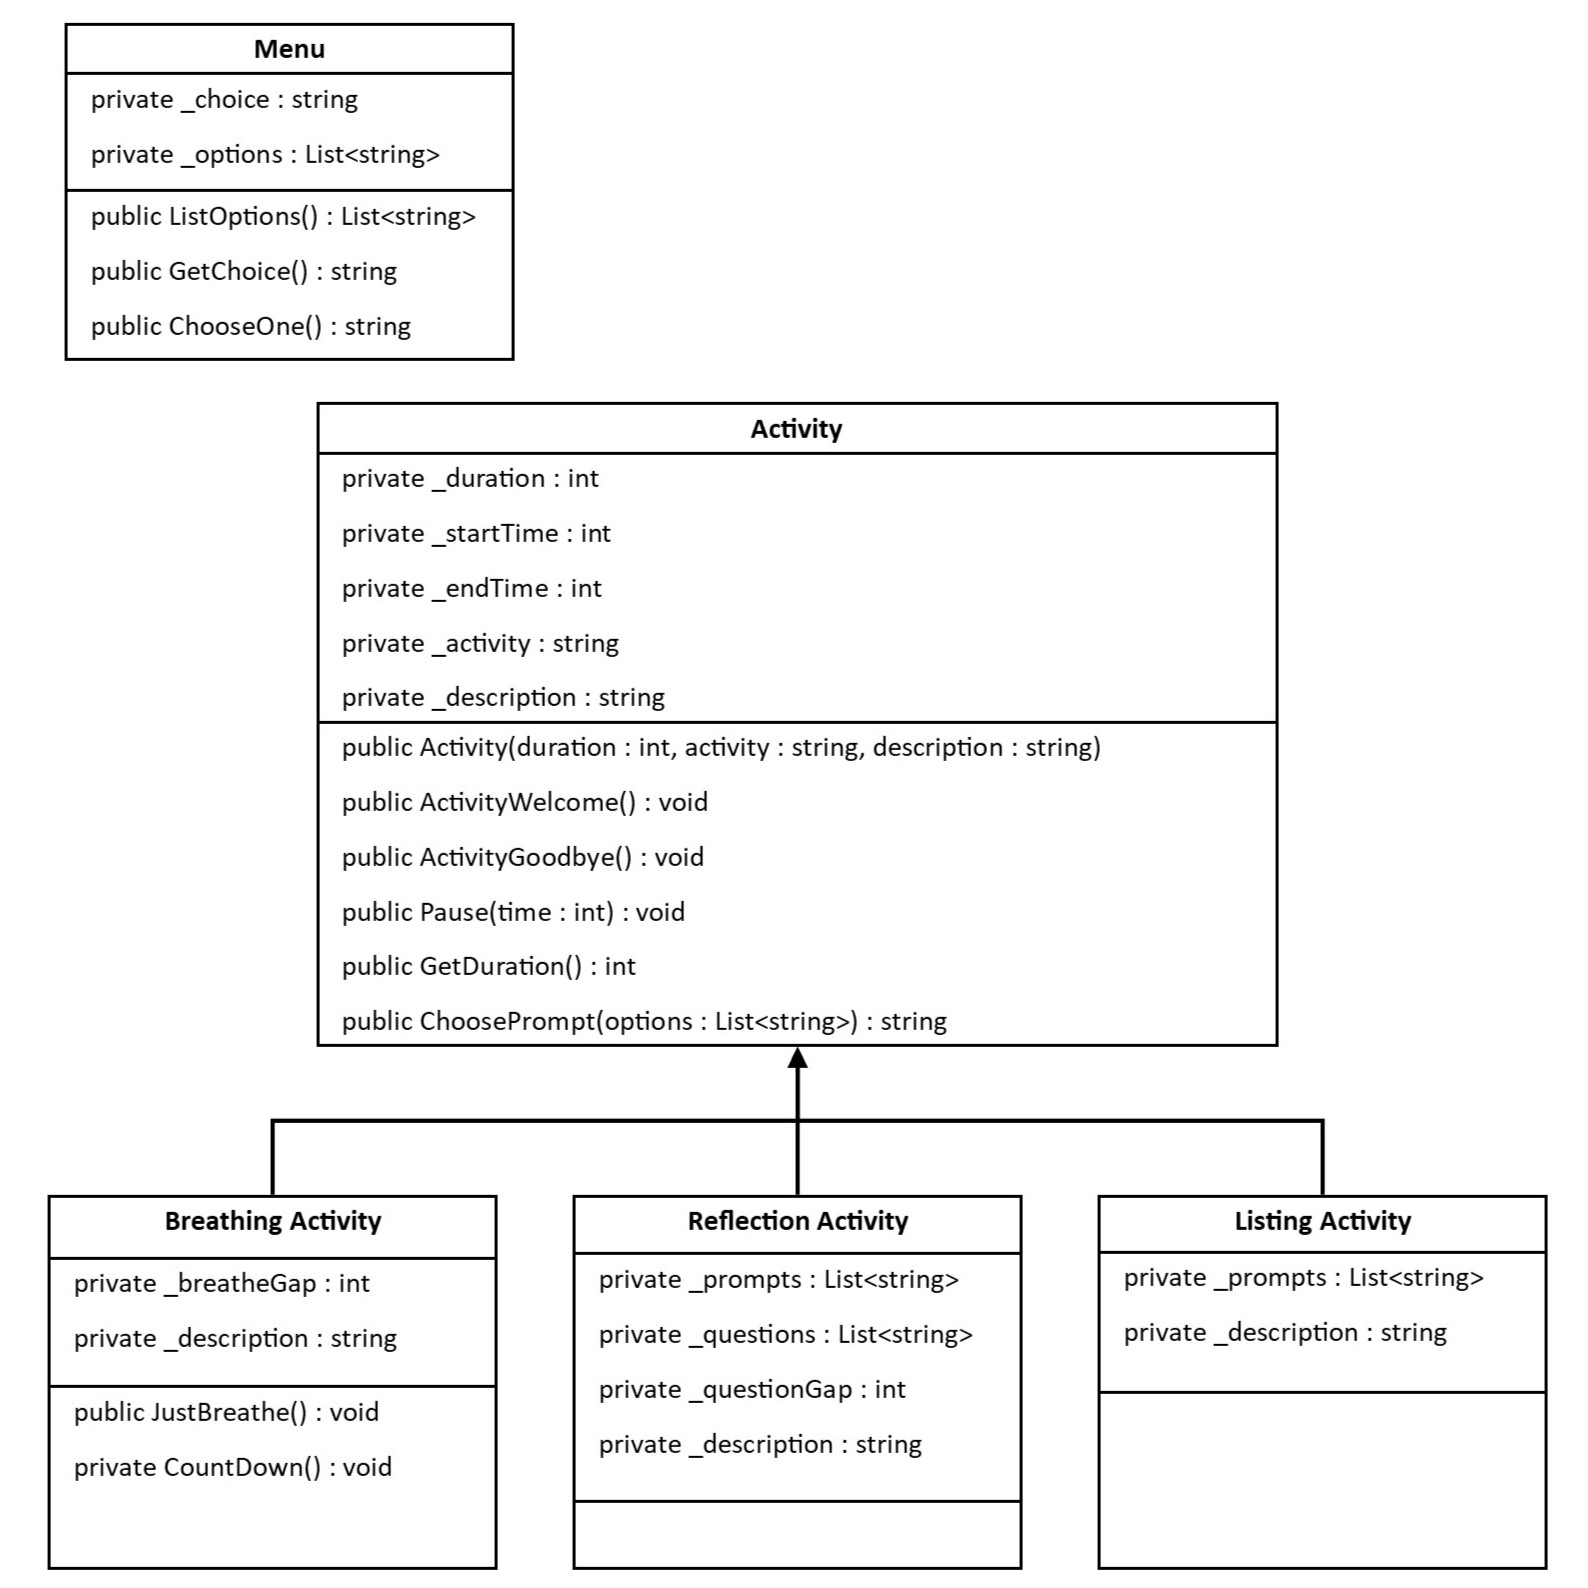 Menu
private _choice : string
private _options : List<string>
public ListOptions() : List<string>
public GetChoice() : string
public ChooseOne() : string
Activity
private _duration : int
private _startTime : int
private _endTime : int
private _activity : string
private _description : string
public Activity(duration : int, activity : string, description : string)
public ActivityWelcome() : void
public ActivityGoodbye() : void
public Pause(time : int) : void
public GetDuration() : int
public ChoosePrompt(options : List<string>) : string
Breathing Activity
private _breatheGap : int
private _description : string
public JustBreathe() : void
private CountDown() : void
Reflection Activity
private _prompts : List<string>
private _questions : List<string>
private _questionGap : int
private _description : string
Listing Activity
private _prompts : List<string>
private _description : string